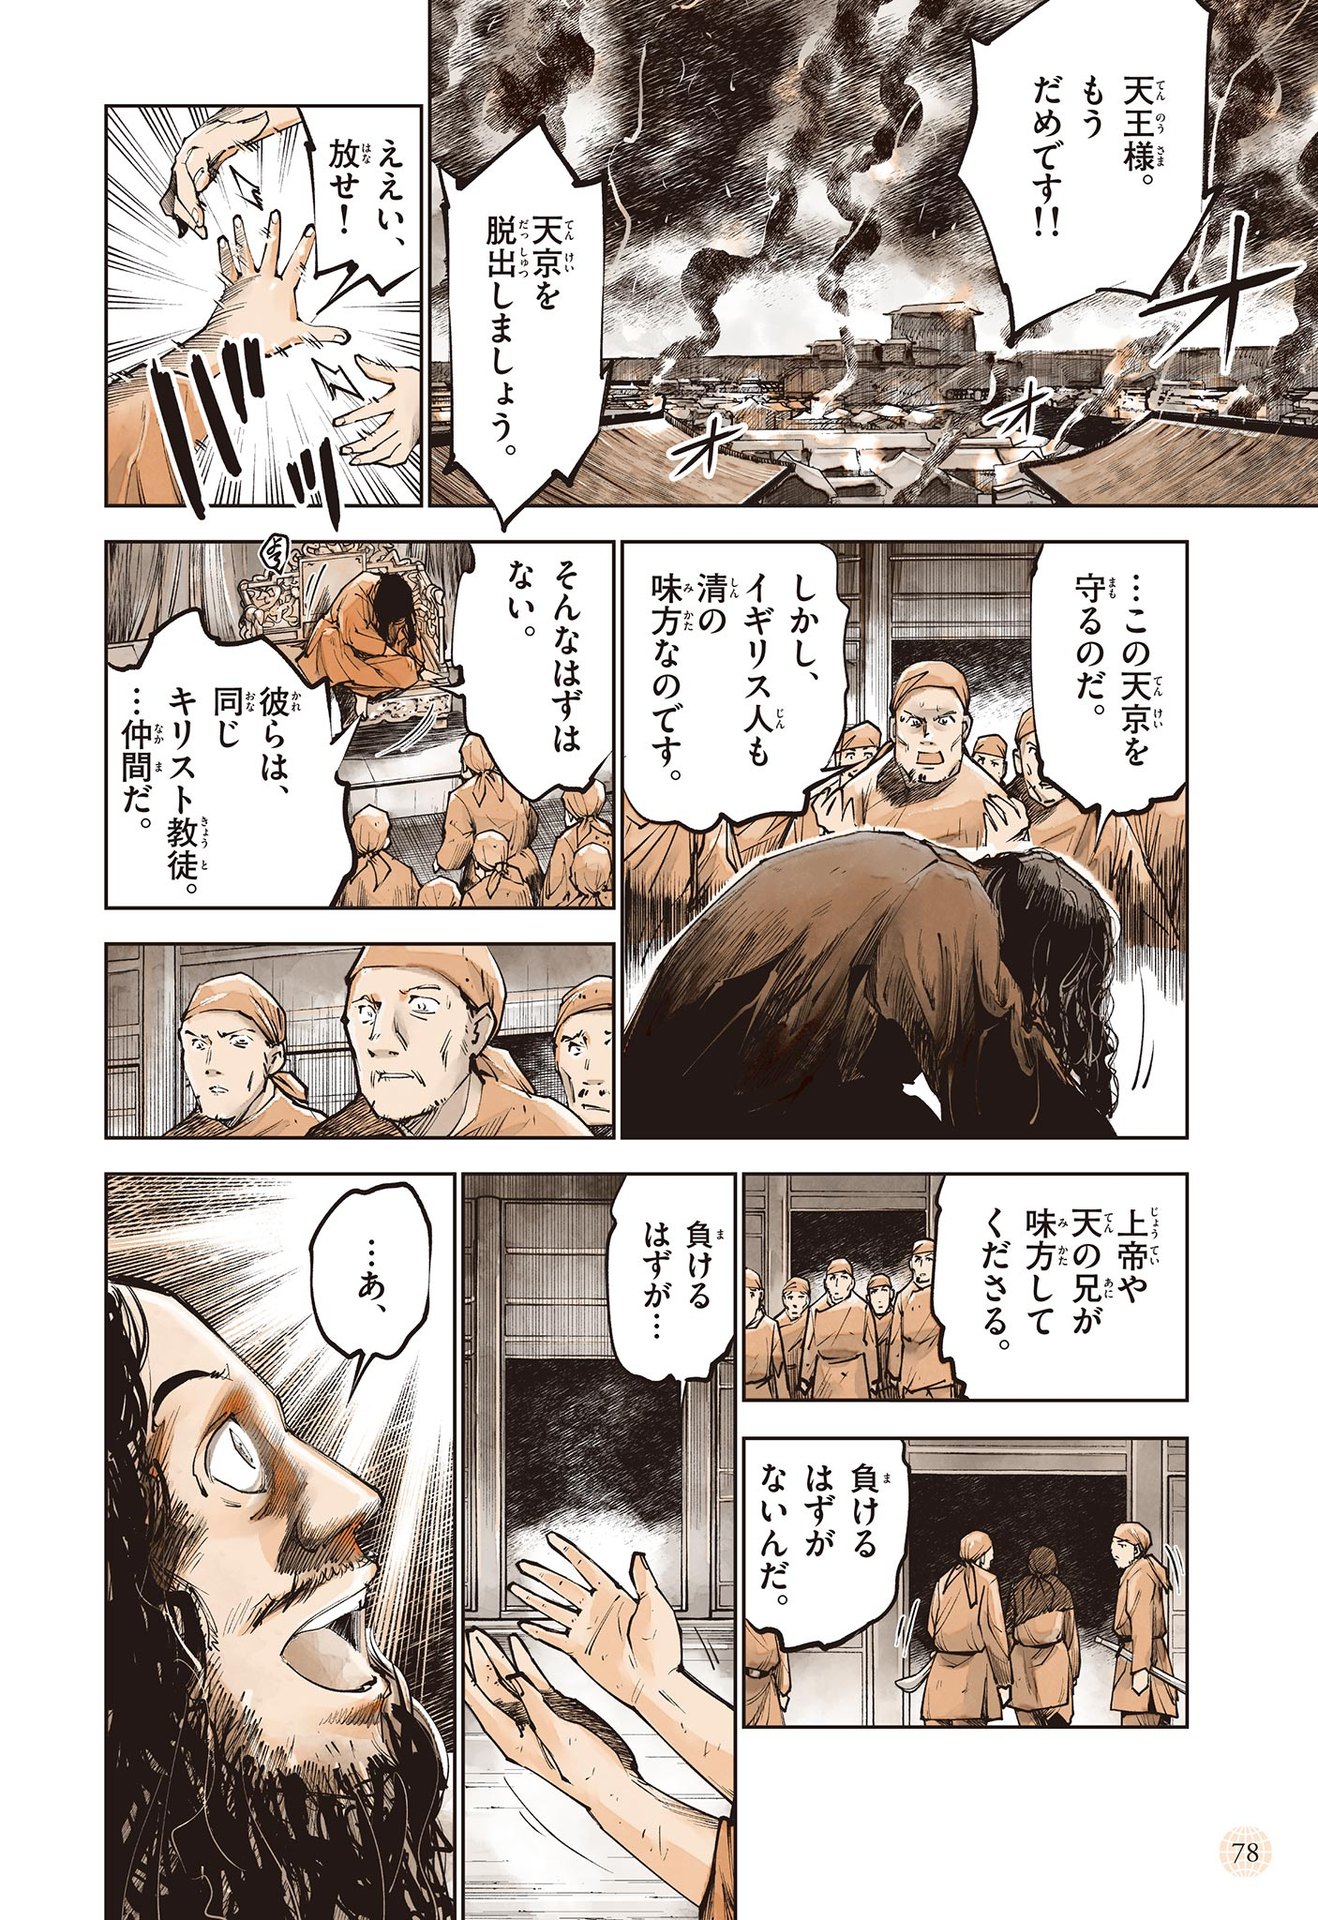 天王様。
もう
だめです!!
オ
オ
オ
天京を
脱出しましょう。
ええい、
放せ!
バッ
…この天京を
守るのだ。
しかし、
イギリス人も
清の
味方なのです。
そんなはずは
ない。
彼らは、
同じ
キリスト教徒。
…仲間だ。
上帝や
天の兄が
味方して
くださる。
負ける
はずが
ないんだ。
負ける
はずが…
…あ、
78